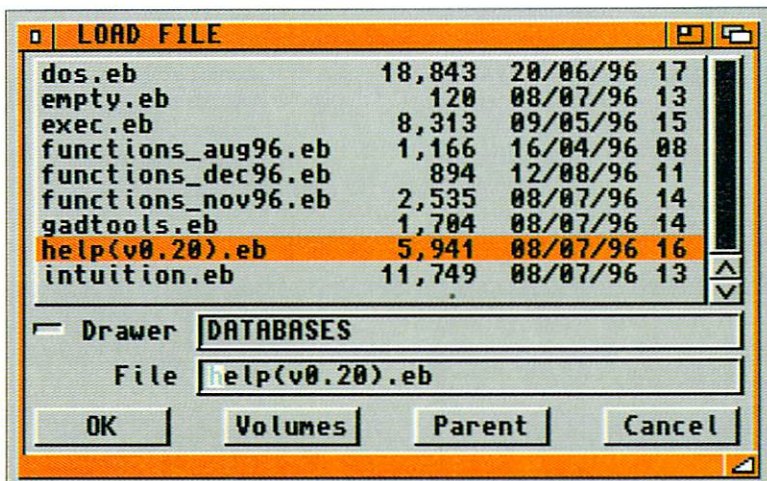 LOAD FILE
dos.eb 18,843 20/06/96 17
empty.eb 120 08/07/96 13
exec.eb 8,313 09/05/96 15
functions_aug96.eb 1,166 16/04/96 08
functions_dec96.eb 894 12/08/96 11
functions_nov96.eb 2,535 08/07/96 14
gadtools.eb 1,704 08/07/96 14
help(v0.20).eb 5,941 08/07/96 16
intuition.eb 11,749 08/07/96 13
Drawer DATABASES
File help(v0.20).eb
OK Volumes Parent Cancel